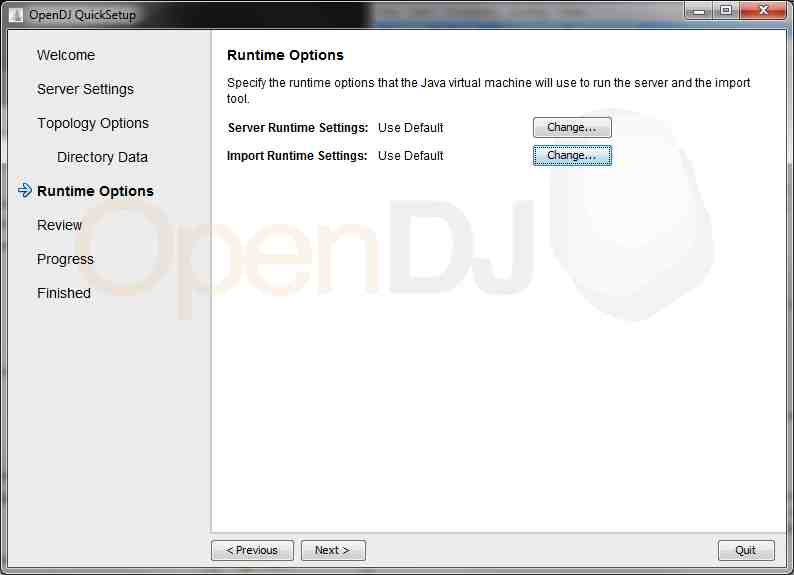 OpenDJ QuickSetup
Welcome
Server Settings
Topology Options
Directory Data
Runtime Options
Review
Progress
Finished
Runtime Options
Specify the runtime options that the Java virtual machine will use to run the server and the import
tool.
Server Runtime Settings: Use Default Change...
Import Runtime Settings: Use Default Change...
OpenDJ
< Previous Next > Quit